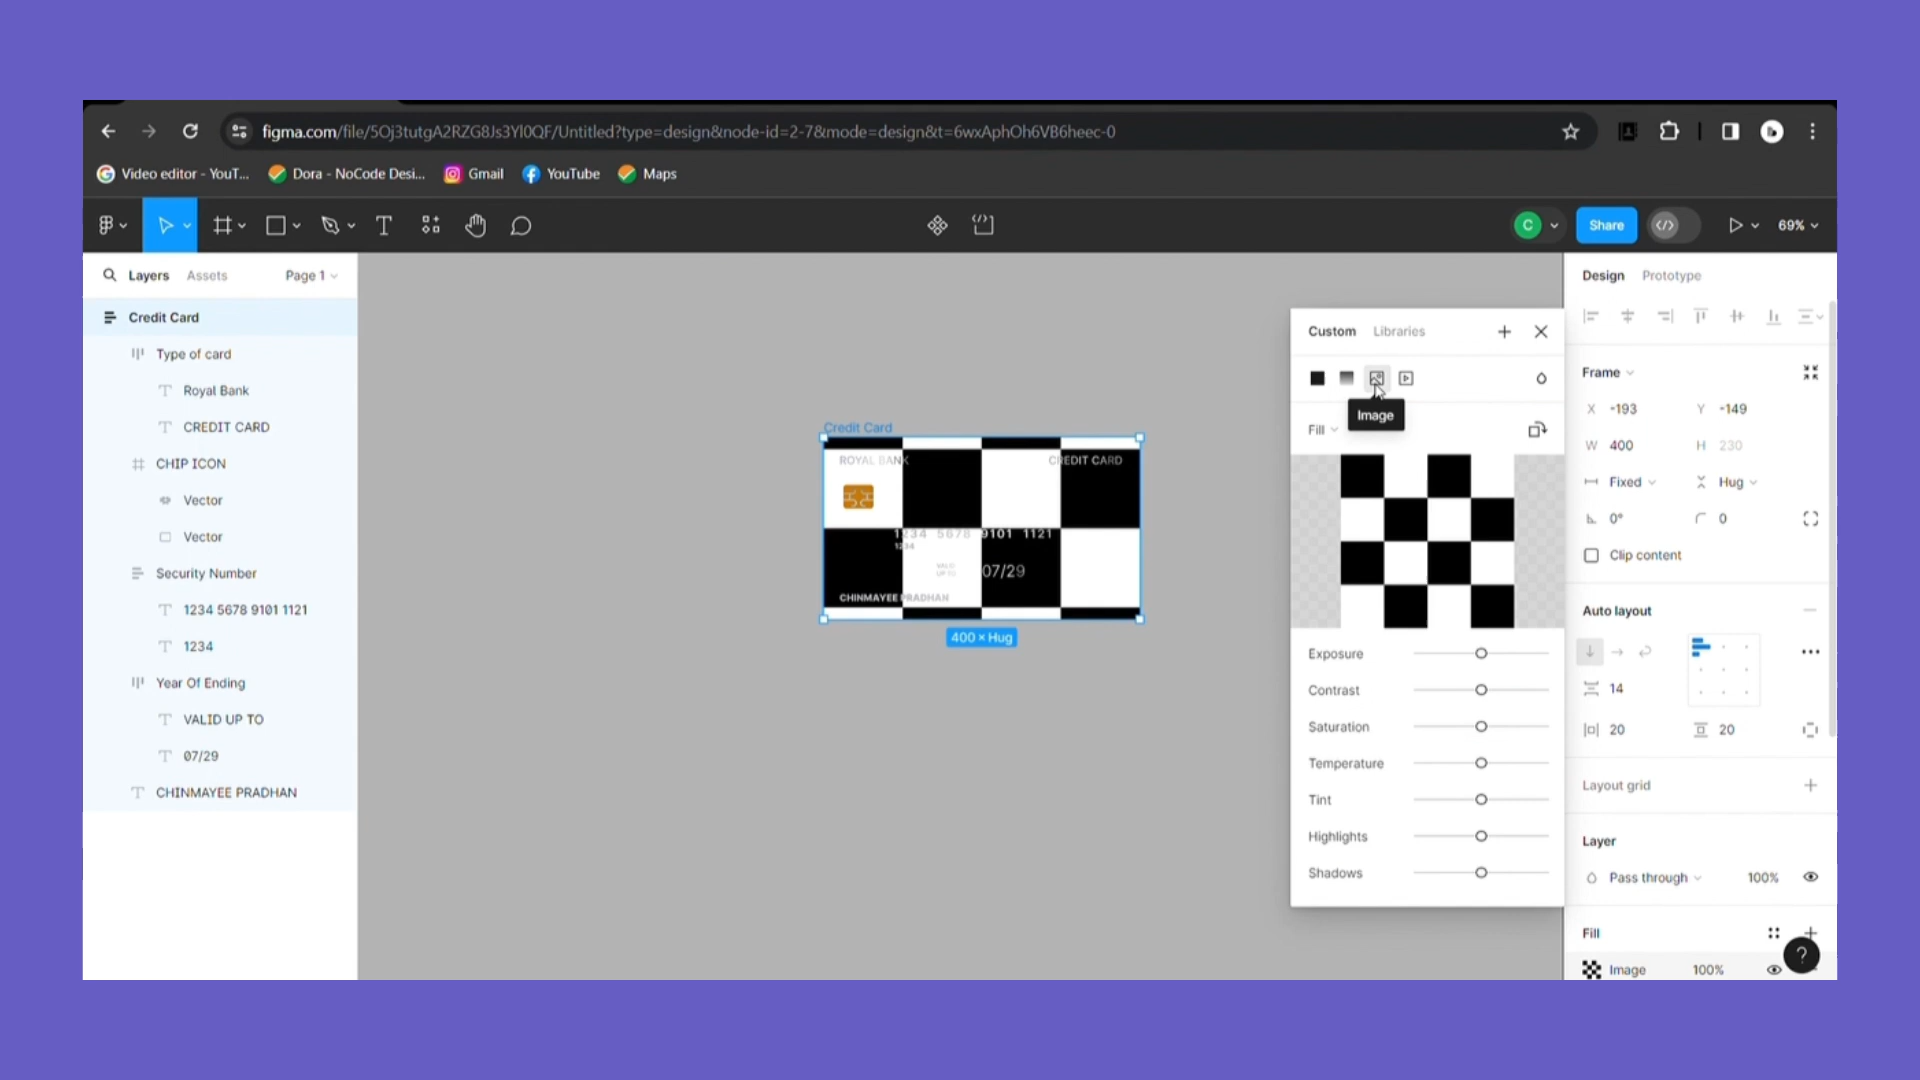 figma.com/file/5Oj3tutgA2RZG8Js3Yl0QF/Untitled?type=design&node-id=2-7&mode=design&t=6wxAphOh6VB6heec-0
Video editor - YouT...
Dora - NoCode Desi...
Gmail
YouTube
Maps
C
Share
69%
Layers
Assets
Page 1
Credit Card
Type of card
Royal Bank
CREDIT CARD
CHIP ICON
Vector
Vector
Security Number
1234 5678 9101 1121
1234
Year Of Ending
VALID UP TO
07/29
CHINMAYEE PRADHAN
Credit Card
ROYAL BANK
CREDIT CARD
1234 5678 9101 1121
1234
VALID
UP TO
07/29
CHINMAYEE PRADHAN
400 × Hug
Custom
Libraries
Image
Fill
Exposure
Contrast
Saturation
Temperature
Tint
Highlights
Shadows
Design
Prototype
Frame
X -193
Y -149
W 400
H 230
Fixed
Hug
0°
0
Clip content
Auto layout
14
20
20
Layout grid
Layer
Pass through
100%
Fill
?
Image
100%